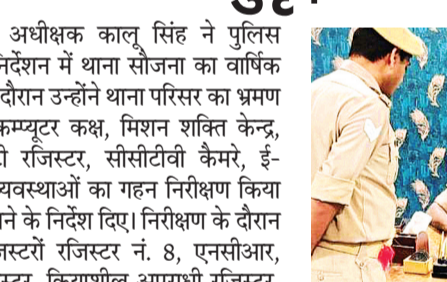 अधीक्षक कालू सिंह ने पुलिस
निर्देशन में थाना सौजना का वार्षिक
दौरान उन्होंने थाना परिसर का भ्रमण
कम्प्यूटर कक्ष, मिशन शक्ति केन्द्र,
रजिस्टर, सीसीटीवी कैमरे, ई-
व्यवस्थाओं का गहन निरीक्षण किया
के निर्देश दिए। निरीक्षण के दौरान
रजिस्टर नं. 8, एनसीआर,
क्रियाशील अपराधी रजिस्टर